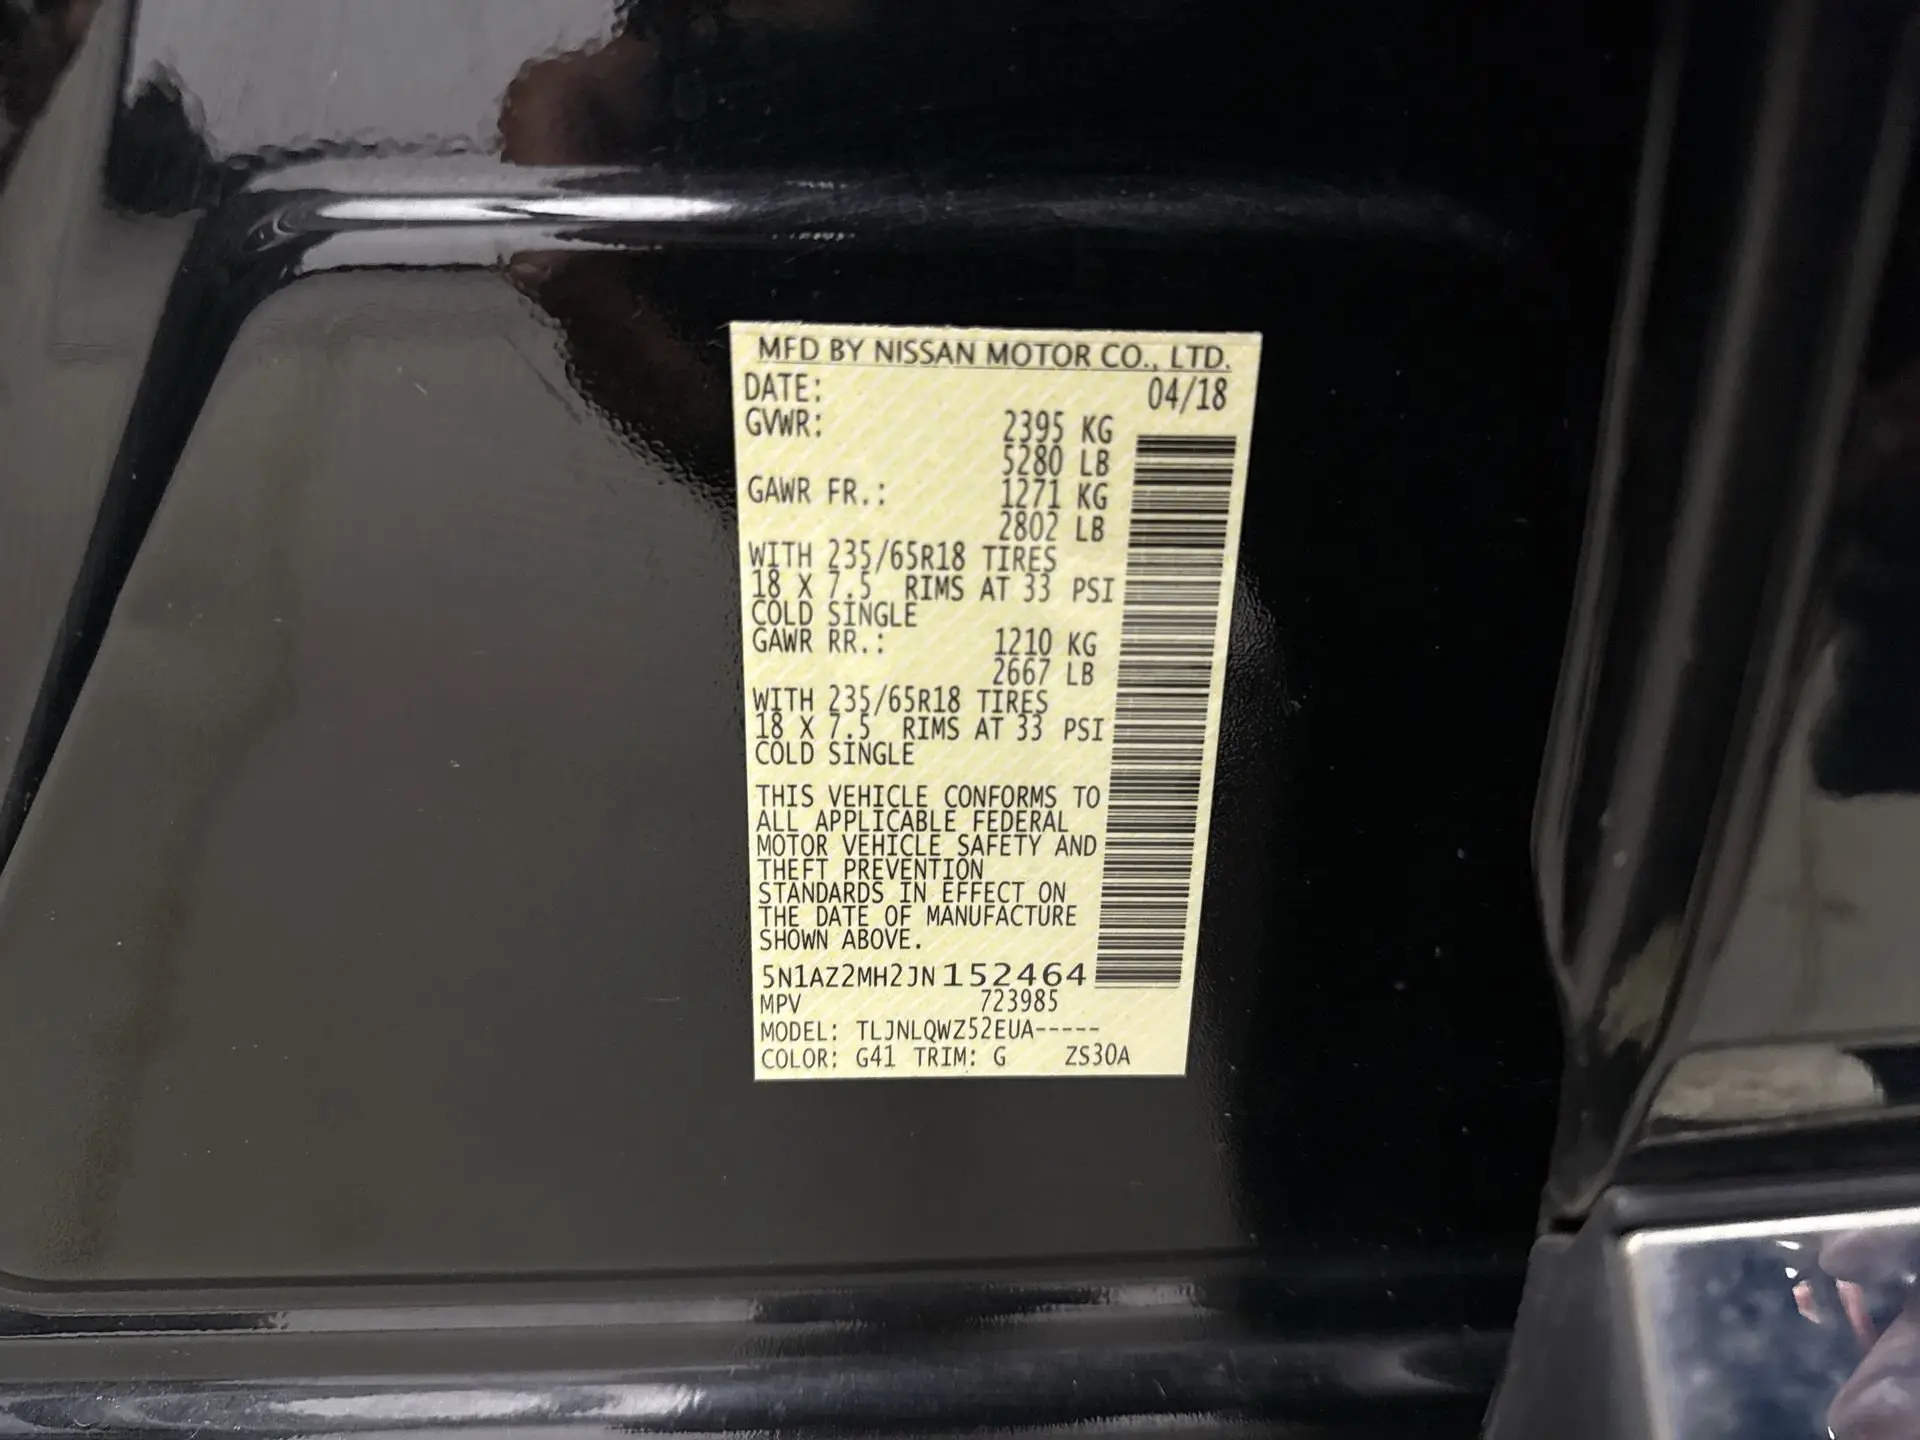 MFD BY NISSAN MOTOR CO., LTD.
DATE: 04/18
GVWR: 2395 KG
5280 LB
GAWR FR.: 1271 KG
2802 LB
WITH 235/65R18 TIRES
18 X 7.5 RIMS AT 33 PSI
COLD SINGLE
GAWR RR.: 1210 KG
2667 LB
WITH 235/65R18 TIRES
18 X 7.5 RIMS AT 33 PSI
COLD SINGLE
THIS VEHICLE CONFORMS TO
ALL APPLICABLE FEDERAL
MOTOR VEHICLE SAFETY AND
THEFT PREVENTION
STANDARDS IN EFFECT ON
THE DATE OF MANUFACTURE
SHOWN ABOVE.
5N1AZ2MH2JN152464
MPV 723985
MODEL: TLJNLQWZ52EUA-----
COLOR: G41 TRIM: G ZS30A